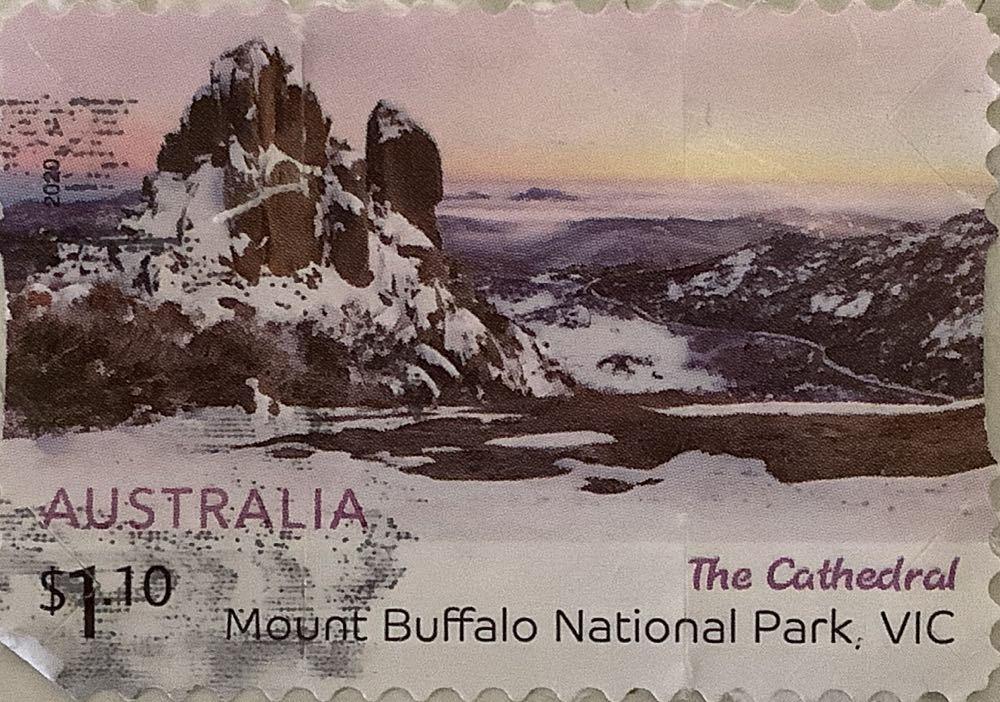 2020
AUSTRALIA
$1.10
The Cathedral
Mount Buffalo National Park, VIC